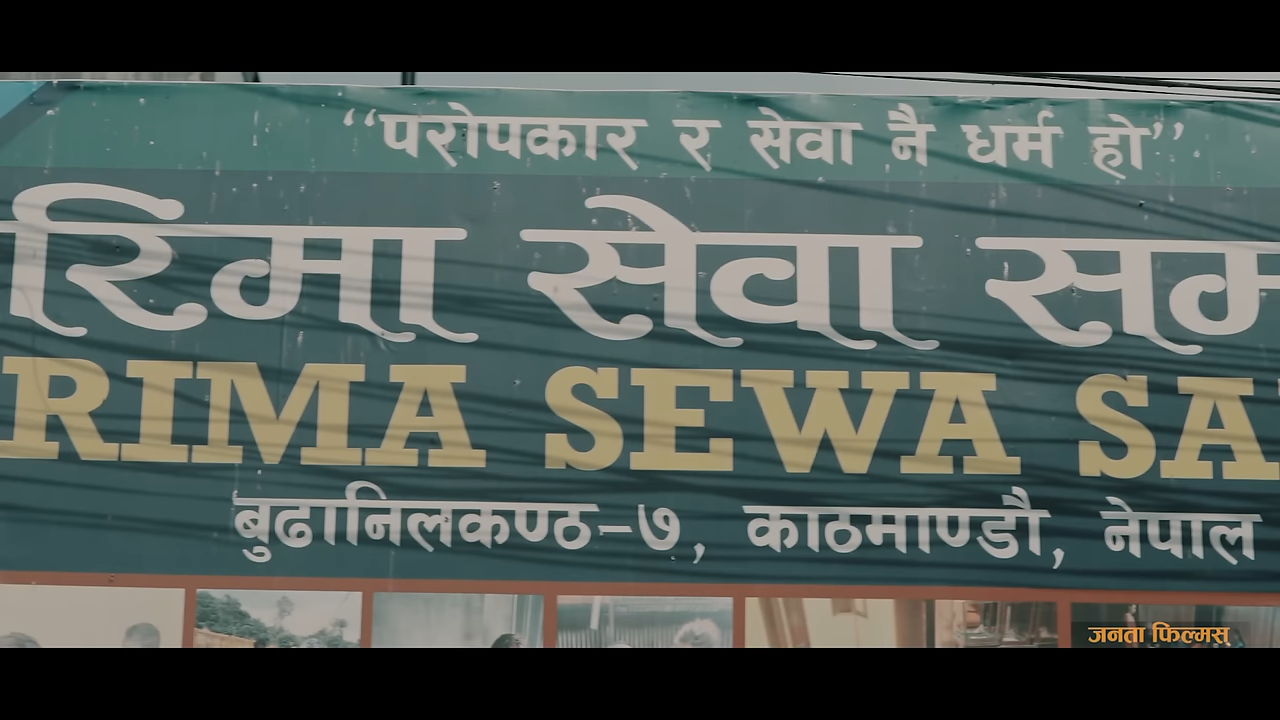 “परोपकार र सेवा नै धर्म हो”
रिमा सेवा सम
RIMA SEWA SA
बुढानिलकण्ठ-७, काठमाण्डौ, नेपाल
जनता फिल्मस्